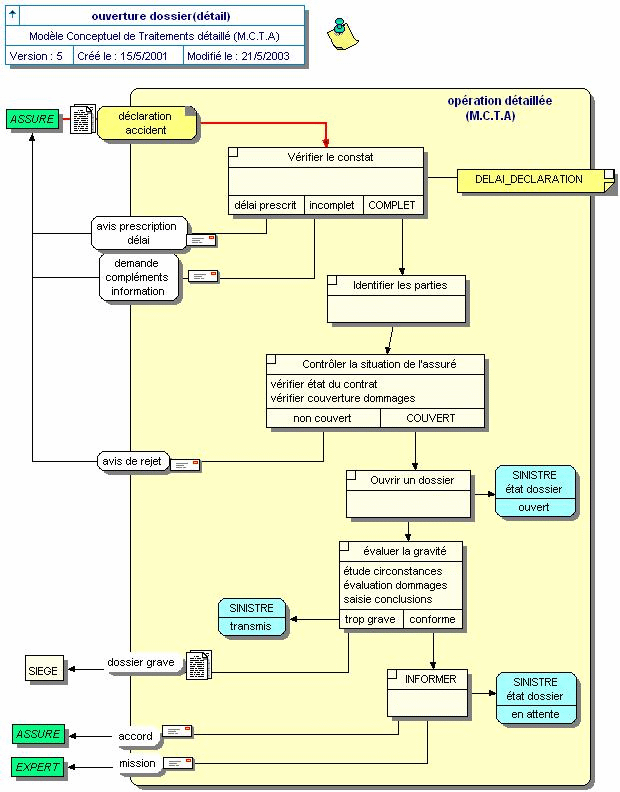 ouverture dossier(détail)
Modèle Conceptuel de Traitements détaillé (M.C.T.A)
Version : 5 Créé le : 15/5/2001 Modifié le : 21/5/2003
opération détaillée
(M.C.T.A)
ASSURE
déclaration
accident
Vérifier le constat
délai prescrit incomplet COMPLET
DELAI_DECLARATION
avis prescription
délai
demande
compléments
information
Identifier les parties
Contrôler la situation de l'assuré
vérifier état du contrat
vérifier couverture dommages
non couvert COUVERT
avis de rejet
Ouvrir un dossier
SINISTRE
état dossier
ouvert
évaluer la gravité
étude circonstances
évaluation dommages
saisie conclusions
trop grave conforme
SINISTRE
transmis
dossier grave
SIEGE
INFORMER
SINISTRE
état dossier
en attente
ASSURE
accord
EXPERT
mission